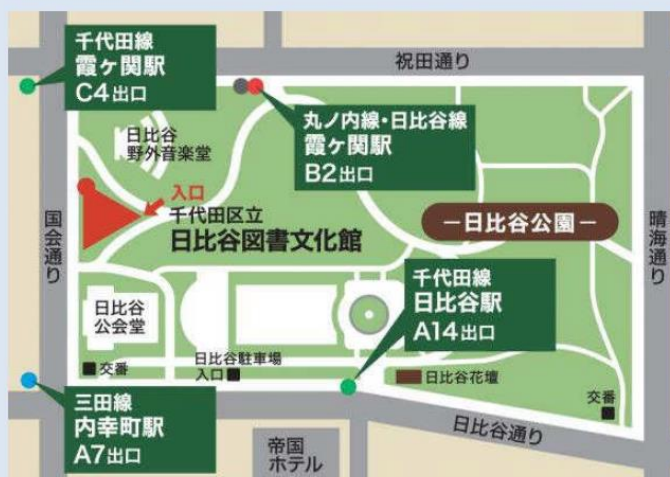 千代田線
霞ヶ関駅
C4出口
祝田通り
丸ノ内線・日比谷線
霞ヶ関駅
B2出口
日比谷
野外音楽堂
入口
千代田区立
日比谷図書文化館
国会通り
－日比谷公園－
晴海通り
千代田線
日比谷駅
A14出口
日比谷
公会堂
交番
日比谷駐車場
入口
日比谷花壇
交番
三田線
内幸町駅
A7出口
日比谷通り
帝国
ホテル